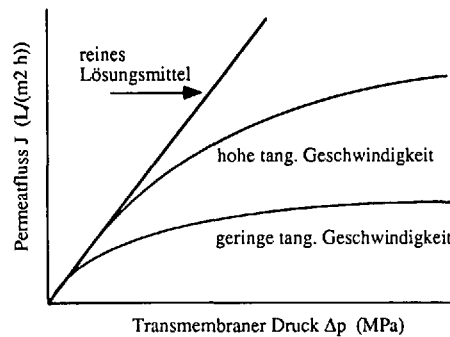 reines
Lösungsmittel
hohe tang. Geschwindigkeit
geringe tang. Geschwindigkeit
Permeatfluss J (L/(m2 h)
Transmembraner Druck Δp (MPa)